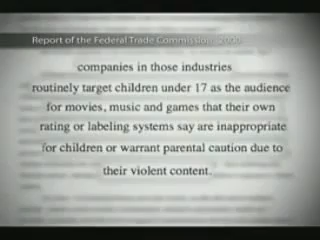 Report of the Federal Trade Commission, 2000
companies in those industries
routinely target children under 17 as the audience
for movies, music and games that their own
rating or labeling systems say are inappropriate
for children or warrant parental caution due to
their violent content.